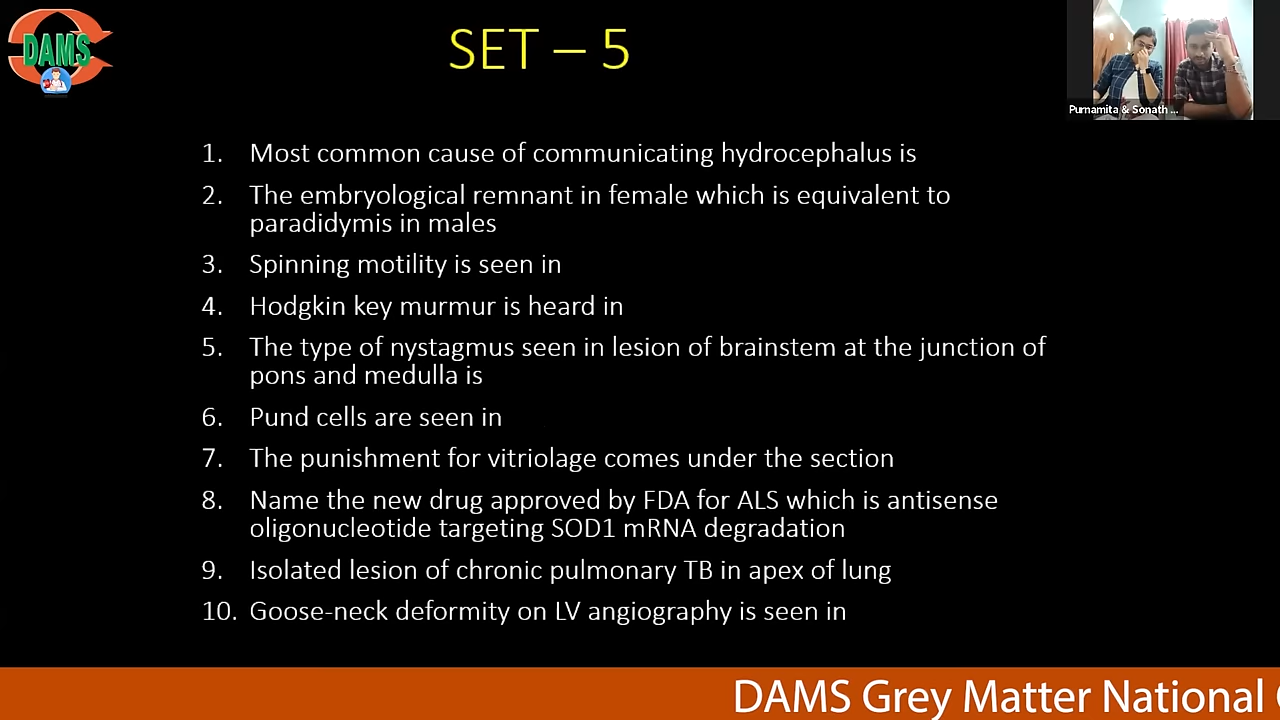 DAMS
SET – 5
Purnamita & Sonath ...
1. Most common cause of communicating hydrocephalus is
2. The embryological remnant in female which is equivalent to
paradidymis in males
3. Spinning motility is seen in
4. Hodgkin key murmur is heard in
5. The type of nystagmus seen in lesion of brainstem at the junction of
pons and medulla is
6. Pund cells are seen in
7. The punishment for vitriolage comes under the section
8. Name the new drug approved by FDA for ALS which is antisense
oligonucleotide targeting SOD1 mRNA degradation
9. Isolated lesion of chronic pulmonary TB in apex of lung
10. Goose-neck deformity on LV angiography is seen in
DAMS Grey Matter National